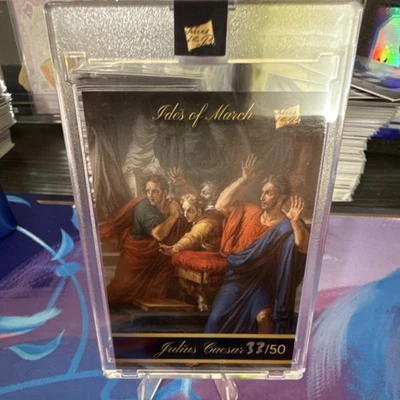 Ides of March
Julius Caesar 33/50